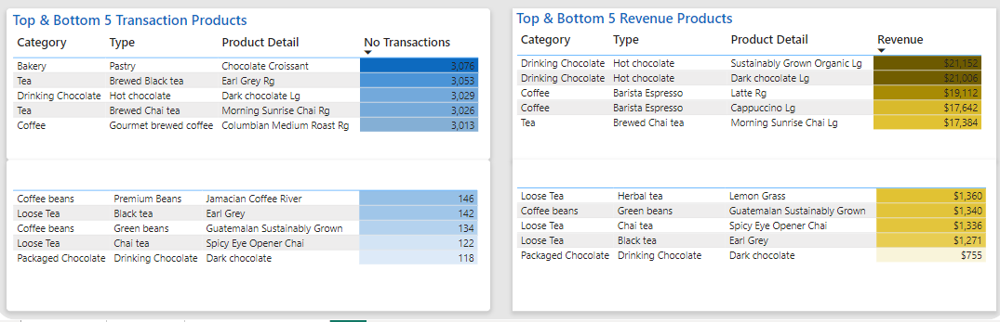 Top & Bottom 5 Transaction Products
Category Type Product Detail No Transactions
Bakery Pastry Chocolate Croissant 3,076
Tea Brewed Black tea Earl Grey Rg 3,053
Drinking Chocolate Hot chocolate Dark chocolate Lg 3,029
Tea Brewed Chai tea Morning Sunrise Chai Rg 3,026
Coffee Gourmet brewed coffee Columbian Medium Roast Rg 3,013
Coffee beans Premium Beans Jamacian Coffee River 146
Loose Tea Black tea Earl Grey 142
Coffee beans Green beans Guatemalan Sustainably Grown 134
Loose Tea Chai tea Spicy Eye Opener Chai 122
Packaged Chocolate Drinking Chocolate Dark chocolate 118
Top & Bottom 5 Revenue Products
Category Type Product Detail Revenue
Drinking Chocolate Hot chocolate Sustainably Grown Organic Lg $21,152
Drinking Chocolate Hot chocolate Dark chocolate Lg $21,006
Coffee Barista Espresso Latte Rg $19,112
Coffee Barista Espresso Cappuccino Lg $17,642
Tea Brewed Chai tea Morning Sunrise Chai Lg $17,384
Loose Tea Herbal tea Lemon Grass $1,360
Coffee beans Green beans Guatemalan Sustainably Grown $1,340
Loose Tea Chai tea Spicy Eye Opener Chai $1,336
Loose Tea Black tea Earl Grey $1,271
Packaged Chocolate Drinking Chocolate Dark chocolate $755